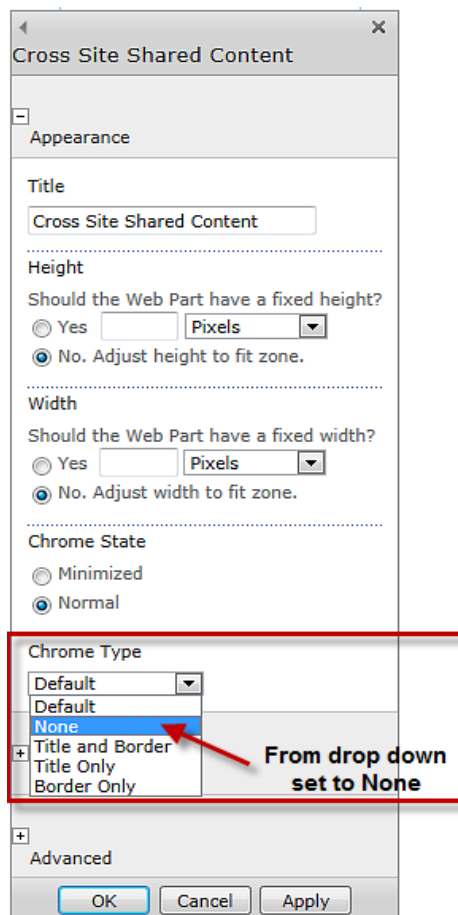 Cross Site Shared Content
Appearance
Title
Cross Site Shared Content
Height
Should the Web Part have a fixed height?
Yes Pixels
No. Adjust height to fit zone.
Width
Should the Web Part have a fixed width?
Yes Pixels
No. Adjust width to fit zone.
Chrome State
Minimized
Normal
Chrome Type
Default
Default
None
Title and Border
Title Only
Border Only
From drop down
set to None
Advanced
OK Cancel Apply